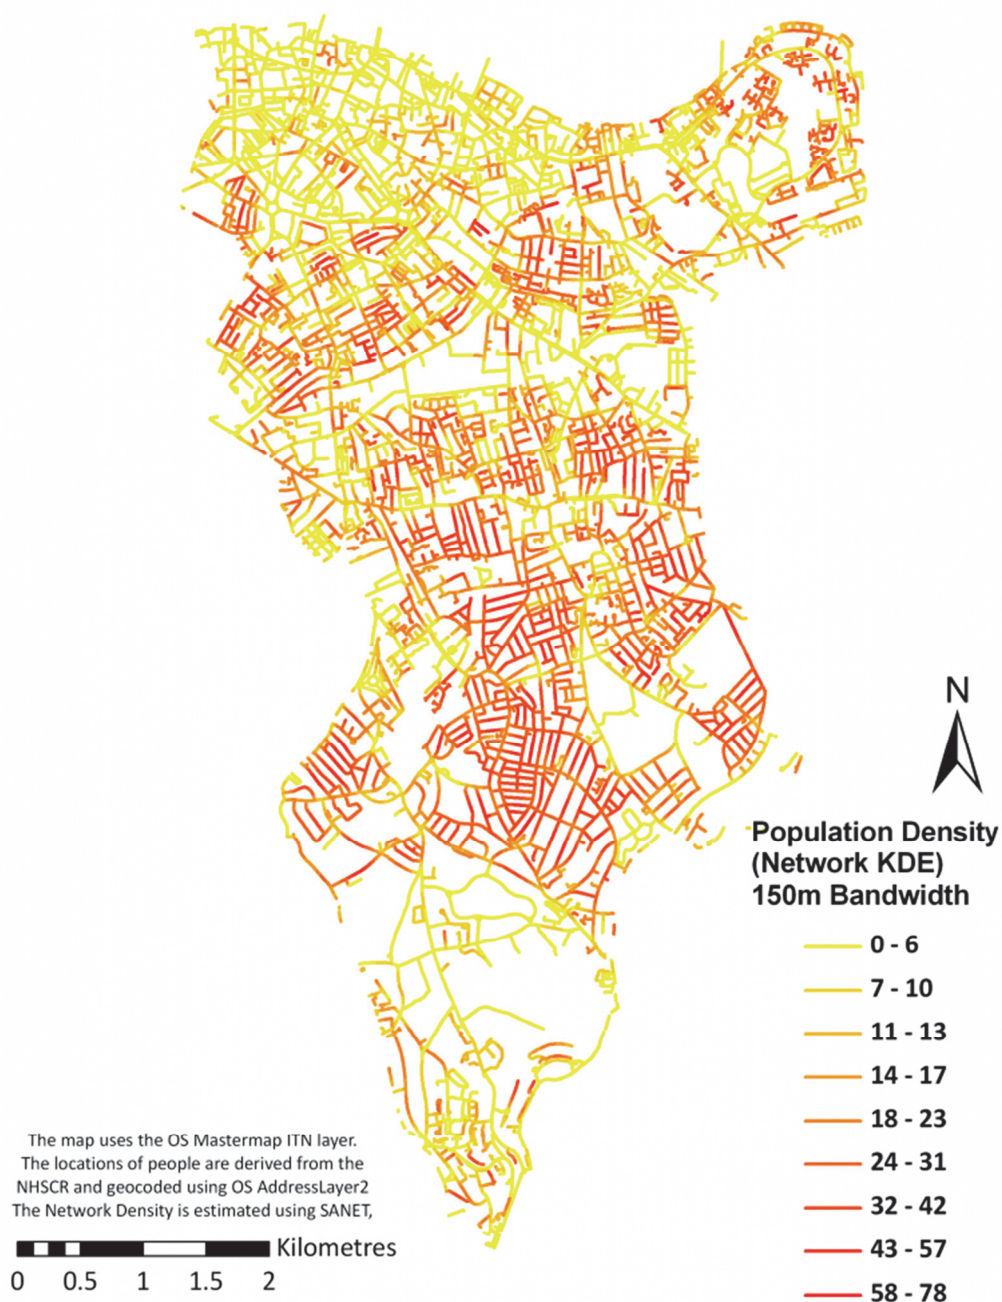 N
Population Density
(Network KDE)
150m Bandwidth
0 - 6
7 - 10
11 - 13
14 - 17
18 - 23
24 - 31
32 - 42
43 - 57
58 - 78
The map uses the OS Mastermap ITN layer.
The locations of people are derived from the
NHSCR and geocoded using OS AddressLayer2
The Network Density is estimated using SANET,
Kilometres
0 0.5 1 1.5 2